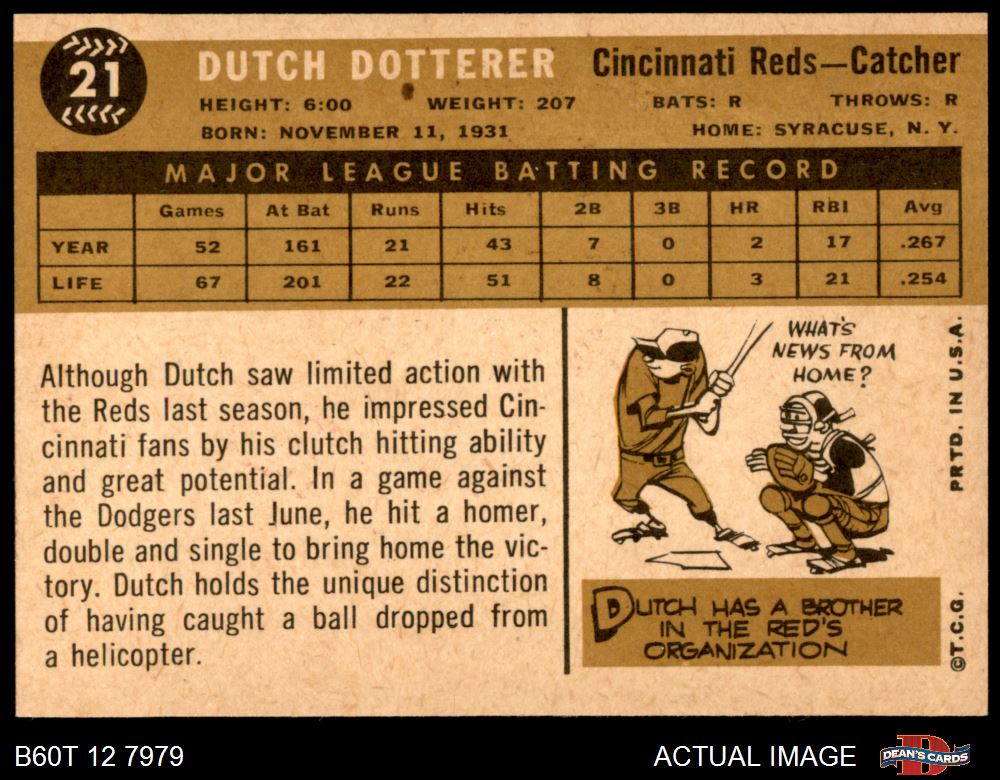 21
DUTCH DOTTERER Cincinnati Reds—Catcher
HEIGHT: 6:00 WEIGHT: 207 BATS: R THROWS: R
BORN: NOVEMBER 11, 1931 HOME: SYRACUSE, N. Y.
MAJOR LEAGUE BATTING RECORD
Games At Bat Runs Hits 2B 3B HR RBI Avg
YEAR 52 161 21 43 7 0 2 17 .267
LIFE 67 201 22 51 8 0 3 21 .254
Although Dutch saw limited action with
the Reds last season, he impressed Cin-
cinnati fans by his clutch hitting ability
and great potential. In a game against
the Dodgers last June, he hit a homer,
double and single to bring home the vic-
tory. Dutch holds the unique distinction
of having caught a ball dropped from
a helicopter.
WHAT'S
NEWS FROM
HOME?
DUTCH HAS A BROTHER
IN THE RED'S
ORGANIZATION
PRTD. IN U.S.A.
©T.C.G.
B60T 12 7979 ACTUAL IMAGE DEAN'S CARDS